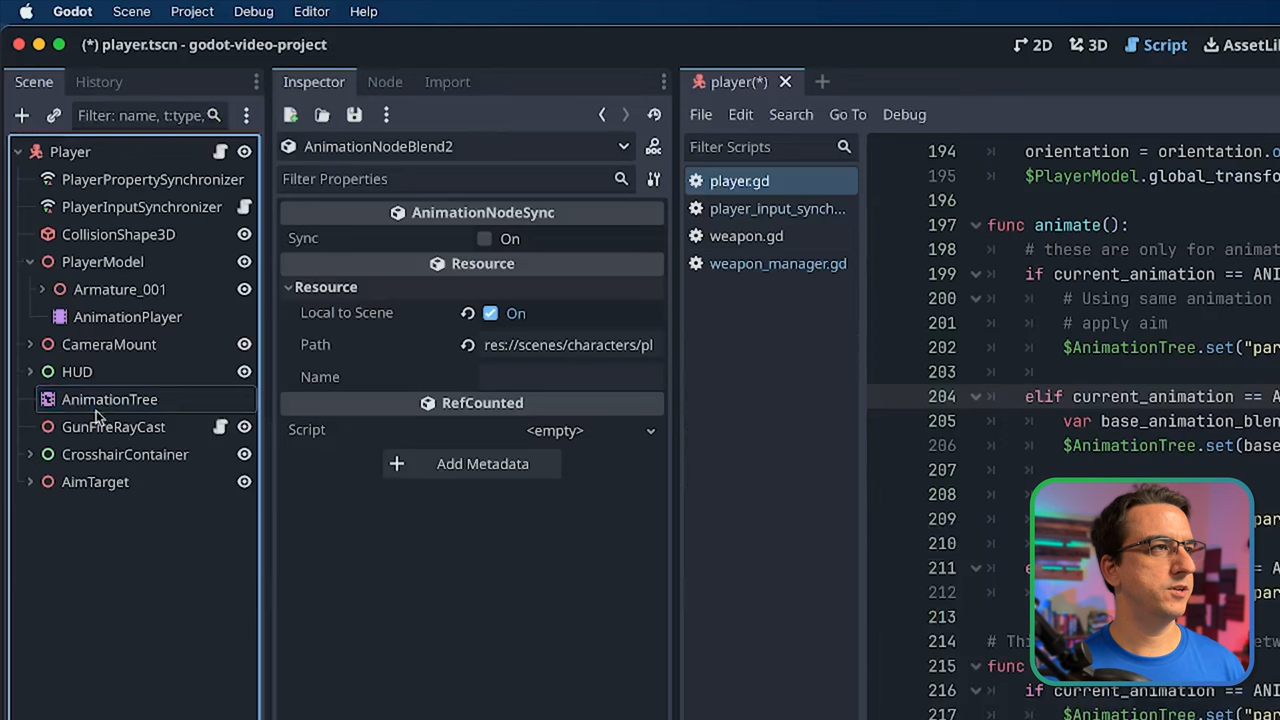 Godot Scene Project Debug Editor Help
(*) player.tscn - godot-video-project
2D 3D Script AssetLi
Scene History
Filter: name, t:type,
Player
PlayerPropertySynchronizer
PlayerInputSynchronizer
CollisionShape3D
PlayerModel
Armature_001
AnimationPlayer
CameraMount
HUD
AnimationTree
GunFireRayCast
CrosshairContainer
AimTarget
Inspector Node Import
AnimationNodeBlend2
Filter Properties
AnimationNodeSync
Sync On
Resource
Resource
Local to Scene On
Path res://scenes/characters/pl
Name
RefCounted
Script <empty>
Add Metadata
player(*)
File Edit Search Go To Debug
Filter Scripts
player.gd
player_input_synch...
weapon.gd
weapon_manager.gd
194 orientation = orientation.o
195 $PlayerModel.global_transfo
196
197 func animate():
198 # these are only for animat
199 if current_animation == ANI
200 # Using same animation
201 # apply aim
202 $AnimationTree.set("par
203
204 elif current_animation == A
205 var base_animation_blen
206 $AnimationTree.set(base
207
208
209
210
211
212
213
214 # Th
215 func
216 if current_animation == ANI
217 $AnimationTree.set("par